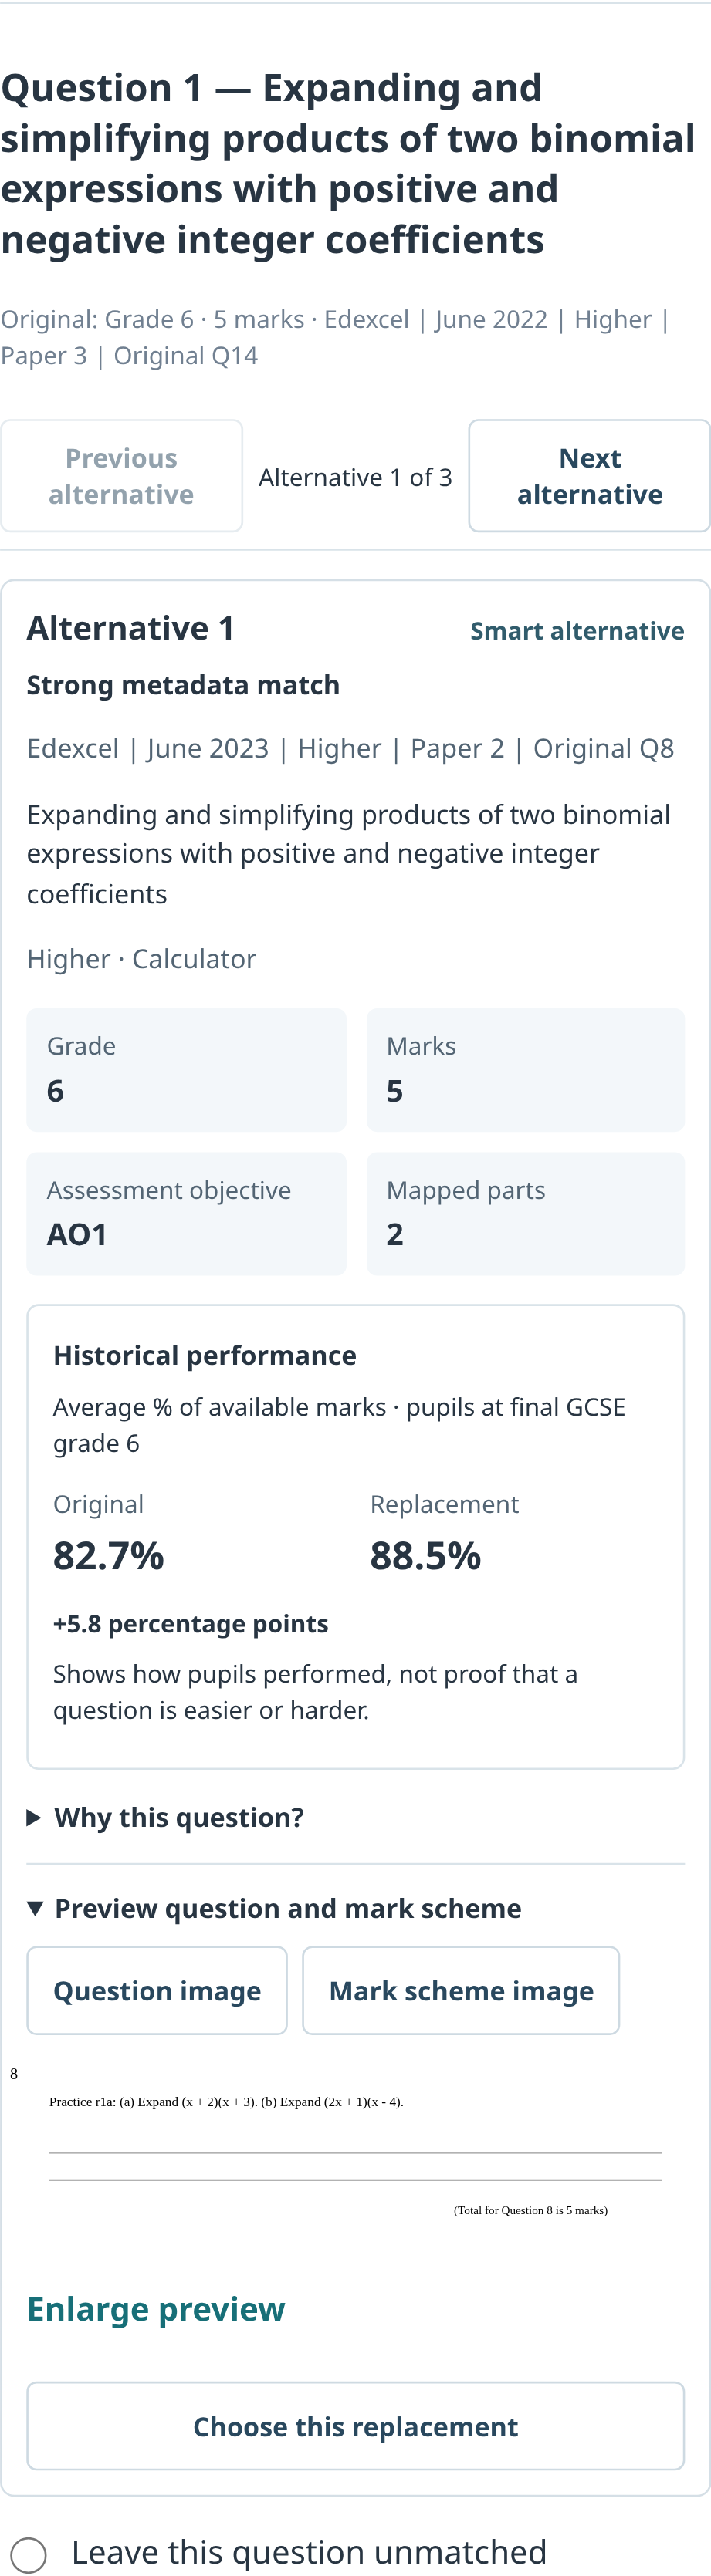 Question 1 — Expanding and
simplifying products of two binomial
expressions with positive and
negative integer coefficients
Original: Grade 6 · 5 marks · Edexcel | June 2022 | Higher |
Paper 3 | Original Q14
Previous
alternative
Alternative 1 of 3
Next
alternative
Alternative 1
Smart alternative
Strong metadata match
Edexcel | June 2023 | Higher | Paper 2 | Original Q8
Expanding and simplifying products of two binomial
expressions with positive and negative integer
coefficients
Higher · Calculator
Grade
6
Marks
5
Assessment objective
AO1
Mapped parts
2
Historical performance
Average % of available marks · pupils at final GCSE
grade 6
Original
82.7%
Replacement
88.5%
+5.8 percentage points
Shows how pupils performed, not proof that a
question is easier or harder.
▶ Why this question?
▼ Preview question and mark scheme
Question image
Mark scheme image
8
Practice r1a: (a) Expand (x + 2)(x + 3). (b) Expand (2x + 1)(x - 4).
(Total for Question 8 is 5 marks)
Enlarge preview
Choose this replacement
Leave this question unmatched